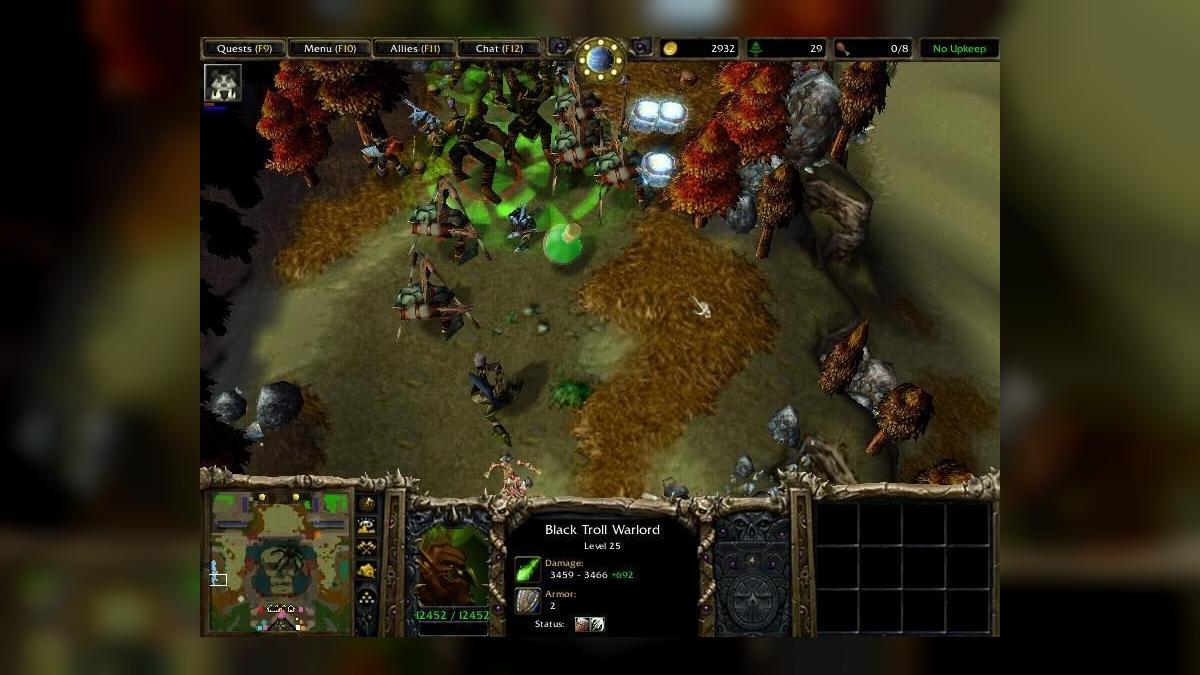 Quests (F9) Menu (F10) Allies (F11) Chat (F12) 2932 29 0/8 No Upkeep
Black Troll Warlord
Level 25
Damage:
3459 - 3466 +692
Armor:
2
12452 / 12452
Status: